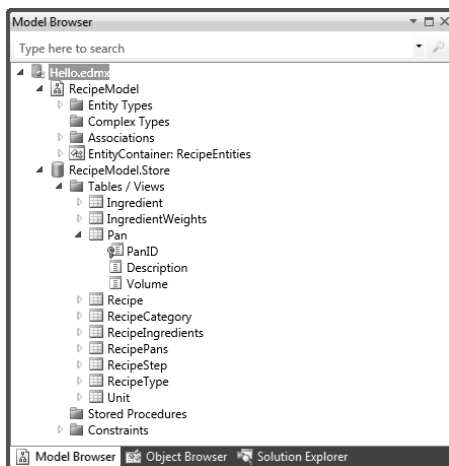 Model Browser
Type here to search
Hello.edmx
RecipeModel
Entity Types
Complex Types
Associations
EntityContainer: RecipeEntities
RecipeModel.Store
Tables / Views
Ingredient
IngredientWeights
Pan
PanID
Description
Volume
Recipe
RecipeCategory
RecipeIngredients
RecipePans
RecipeStep
RecipeType
Unit
Stored Procedures
Constraints
Model Browser Object Browser Solution Explorer